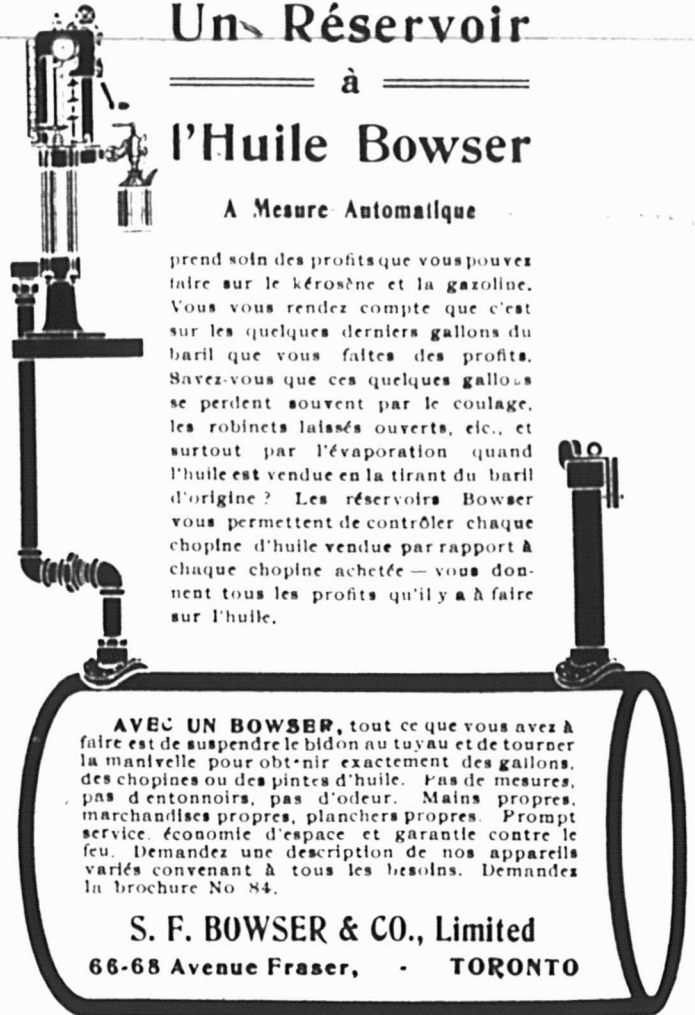 Un Réservoir
à
l'Huile Bowser
A Mesure Automatique
prend soin des profits que vous pouvez
faire sur le kérosène et la gazoline.
Vous vous rendez compte que c'est
sur les quelques derniers gallons du
baril que vous faites des profits.
Savez-vous que ces quelques gallons
se perdent souvent par le coulage,
les robinets laissés ouverts, etc., et
surtout par l'évaporation quand
l'huile est vendue en la tirant du baril
d'origine ? Les réservoirs Bowser
vous permettent de contrôler chaque
chopine d'huile vendue par rapport à
chaque chopine achetée — vous don-
nent tous les profits qu'il y a à faire
sur l'huile.
AVEC UN BOWSER, tout ce que vous avez à
faire est de suspendre le bidon au tuyau et de tourner
la manivelle pour obtenir exactement des gallons,
des chopines ou des pintes d'huile. Pas de mesures,
pas d entonnoirs, pas d'odeur. Mains propres,
marchandises propres, planchers propres. Prompt
service. économie d'espace et garantie contre le
feu. Demandez une description de nos appareils
variés convenant à tous les besoins. Demandez
la brochure No 84.
S. F. BOWSER & CO., Limited
66-68 Avenue Fraser, - TORONTO